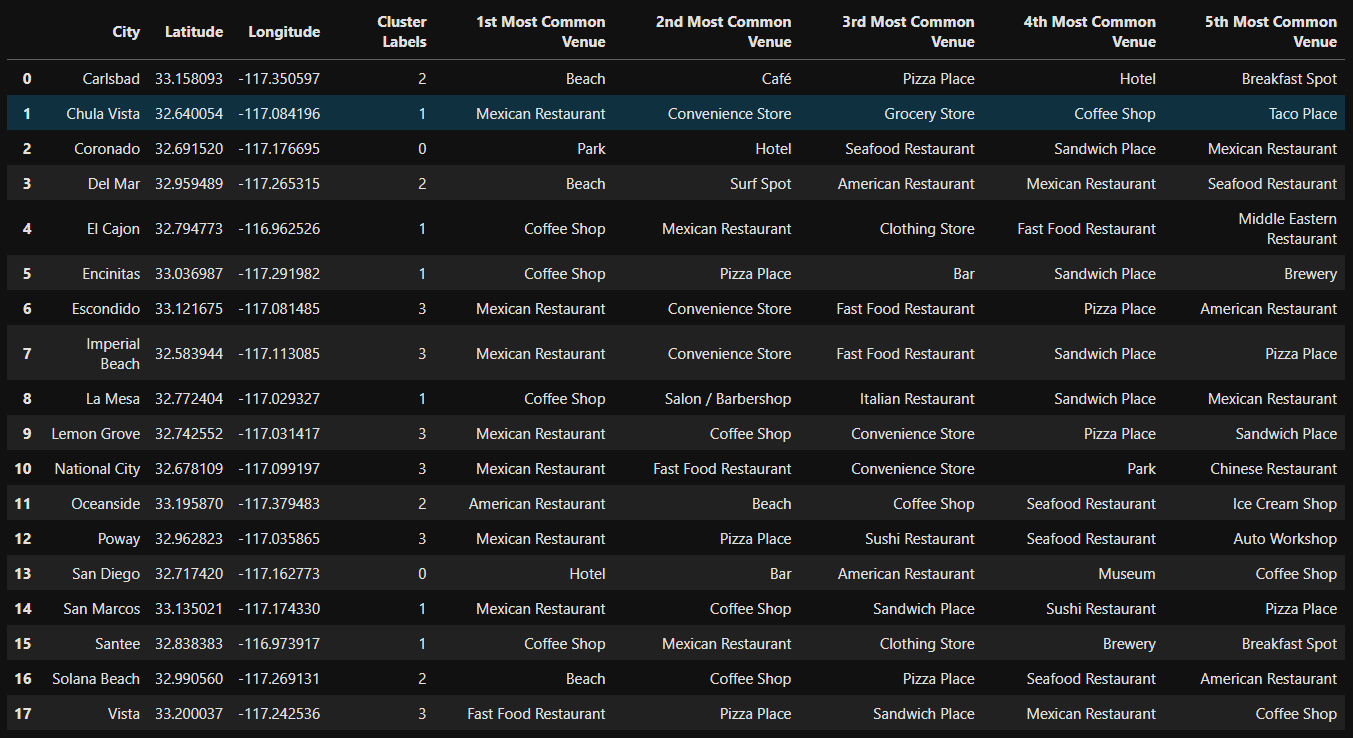 City Latitude Longitude Cluster Labels 1st Most Common Venue 2nd Most Common Venue 3rd Most Common Venue 4th Most Common Venue 5th Most Common Venue
0 Carlsbad 33.158093 -117.350597 2 Beach Café Pizza Place Hotel Breakfast Spot
1 Chula Vista 32.640054 -117.084196 1 Mexican Restaurant Convenience Store Grocery Store Coffee Shop Taco Place
2 Coronado 32.691520 -117.176695 0 Park Hotel Seafood Restaurant Sandwich Place Mexican Restaurant
3 Del Mar 32.959489 -117.265315 2 Beach Surf Spot American Restaurant Mexican Restaurant Seafood Restaurant
4 El Cajon 32.794773 -116.962526 1 Coffee Shop Mexican Restaurant Clothing Store Fast Food Restaurant Middle Eastern Restaurant
5 Encinitas 33.036987 -117.291982 1 Coffee Shop Pizza Place Bar Sandwich Place Brewery
6 Escondido 33.121675 -117.081485 3 Mexican Restaurant Convenience Store Fast Food Restaurant Pizza Place American Restaurant
7 Imperial Beach 32.583944 -117.113085 3 Mexican Restaurant Convenience Store Fast Food Restaurant Sandwich Place Pizza Place
8 La Mesa 32.772404 -117.029327 1 Coffee Shop Salon / Barbershop Italian Restaurant Sandwich Place Mexican Restaurant
9 Lemon Grove 32.742552 -117.031417 3 Mexican Restaurant Coffee Shop Convenience Store Pizza Place Sandwich Place
10 National City 32.678109 -117.099197 3 Mexican Restaurant Fast Food Restaurant Convenience Store Park Chinese Restaurant
11 Oceanside 33.195870 -117.379483 2 American Restaurant Beach Coffee Shop Seafood Restaurant Ice Cream Shop
12 Poway 32.962823 -117.035865 3 Mexican Restaurant Pizza Place Sushi Restaurant Seafood Restaurant Auto Workshop
13 San Diego 32.717420 -117.162773 0 Hotel Bar American Restaurant Museum Coffee Shop
14 San Marcos 33.135021 -117.174330 1 Mexican Restaurant Coffee Shop Sandwich Place Sushi Restaurant Pizza Place
15 Santee 32.838383 -116.973917 1 Coffee Shop Mexican Restaurant Clothing Store Brewery Breakfast Spot
16 Solana Beach 32.990560 -117.269131 2 Beach Coffee Shop Pizza Place Seafood Restaurant American Restaurant
17 Vista 33.200037 -117.242536 3 Fast Food Restaurant Pizza Place Sandwich Place Mexican Restaurant Coffee Shop